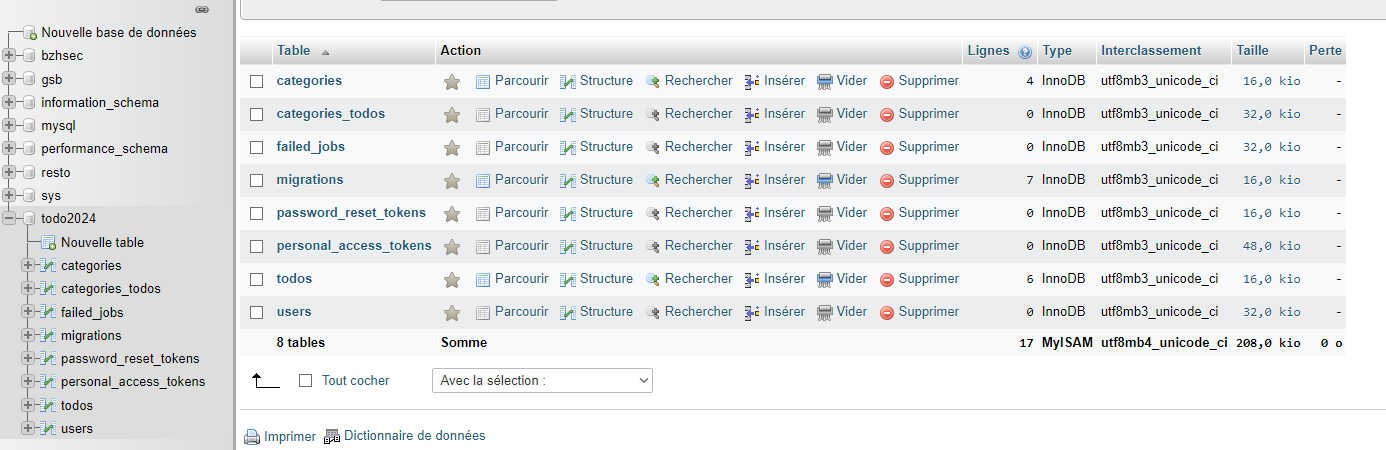 Nouvelle base de données
bzhsec
gsb
information_schema
mysql
performance_schema
resto
sys
todo2024
Nouvelle table
categories
categories_todos
failed_jobs
migrations
password_reset_tokens
personal_access_tokens
todos
users
Table Action Lignes Type Interclassement Taille Perte
categories Parcourir Structure Rechercher Insérer Vider Supprimer 4 InnoDB utf8mb3_unicode_ci 16,0 kio -
categories_todos Parcourir Structure Rechercher Insérer Vider Supprimer 0 InnoDB utf8mb3_unicode_ci 32,0 kio -
failed_jobs Parcourir Structure Rechercher Insérer Vider Supprimer 0 InnoDB utf8mb3_unicode_ci 32,0 kio -
migrations Parcourir Structure Rechercher Insérer Vider Supprimer 7 InnoDB utf8mb3_unicode_ci 16,0 kio -
password_reset_tokens Parcourir Structure Rechercher Insérer Vider Supprimer 0 InnoDB utf8mb3_unicode_ci 16,0 kio -
personal_access_tokens Parcourir Structure Rechercher Insérer Vider Supprimer 0 InnoDB utf8mb3_unicode_ci 48,0 kio -
todos Parcourir Structure Rechercher Insérer Vider Supprimer 6 InnoDB utf8mb3_unicode_ci 16,0 kio -
users Parcourir Structure Rechercher Insérer Vider Supprimer 0 InnoDB utf8mb3_unicode_ci 32,0 kio -
8 tables Somme 17 MyISAM utf8mb4_unicode_ci 208,0 kio 0 o
Tout cocher Avec la sélection :
Imprimer Dictionnaire de données